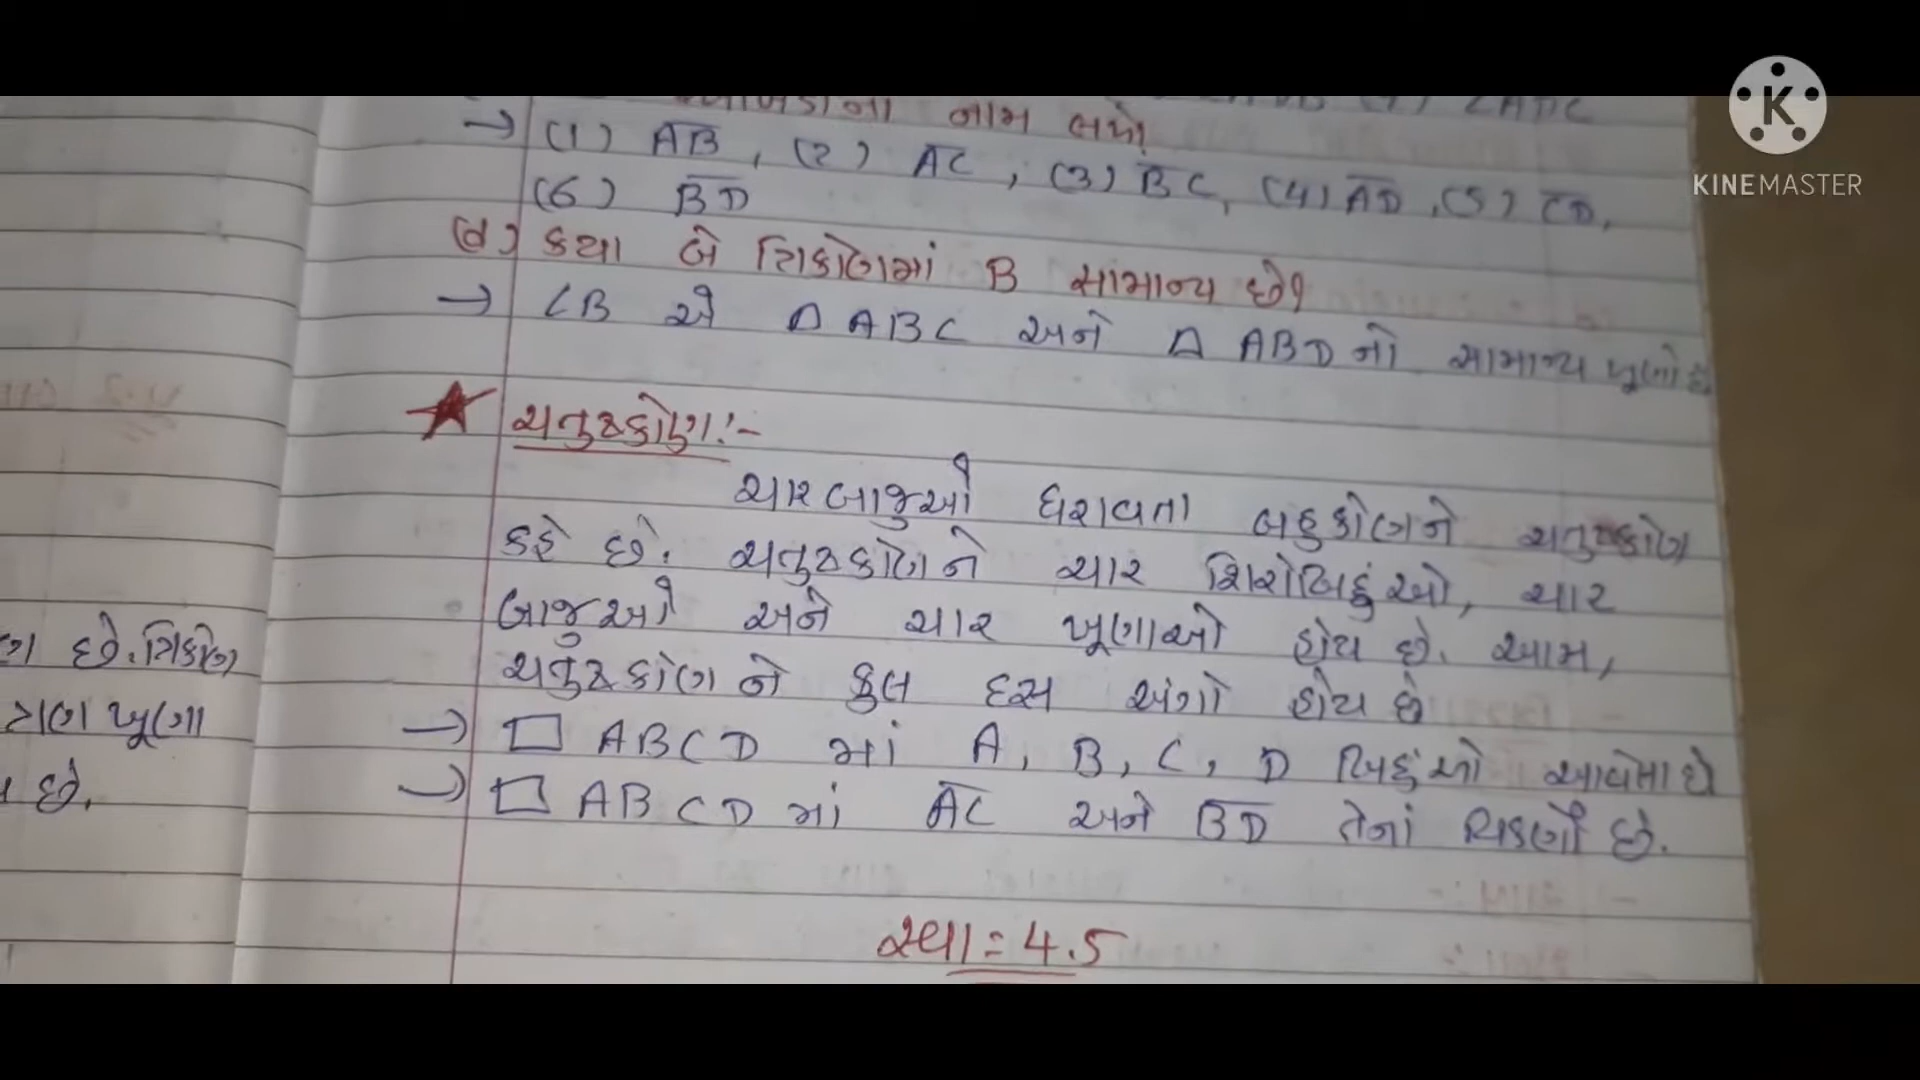 નામ લખો
→ (1) AB, (2) AC, (3) BC, (4) AD, (5) CD,
(6) BD
(ત) કયા બે ત્રિકોણમાં B સામાન્ય છે?
→ ∠B એ △ ABC અને △ ABD નો સામાન્ય ખૂણો છે
★ ચતુષ્કોણ:-
ચાર બાજુઓ ધરાવતા બહુકોણને ચતુષ્કોણ
કહે છે. ચતુષ્કોણને ચાર શિરોબિંદુઓ, ચાર
બાજુઓ અને ચાર ખૂણાઓ હોય છે. આમ,
ચતુષ્કોણને કુલ દસ અંગો હોય છે
→ □ ABCD માં A, B, C, D બિંદુઓ આવેલા છે
→ □ ABCD માં AC અને BD તેનાં વિકર્ણો છે.
સ્વા = 4.5
છે. ત્રિકોણ
ત્રણ ખૂણા
છે.
KINEMASTER